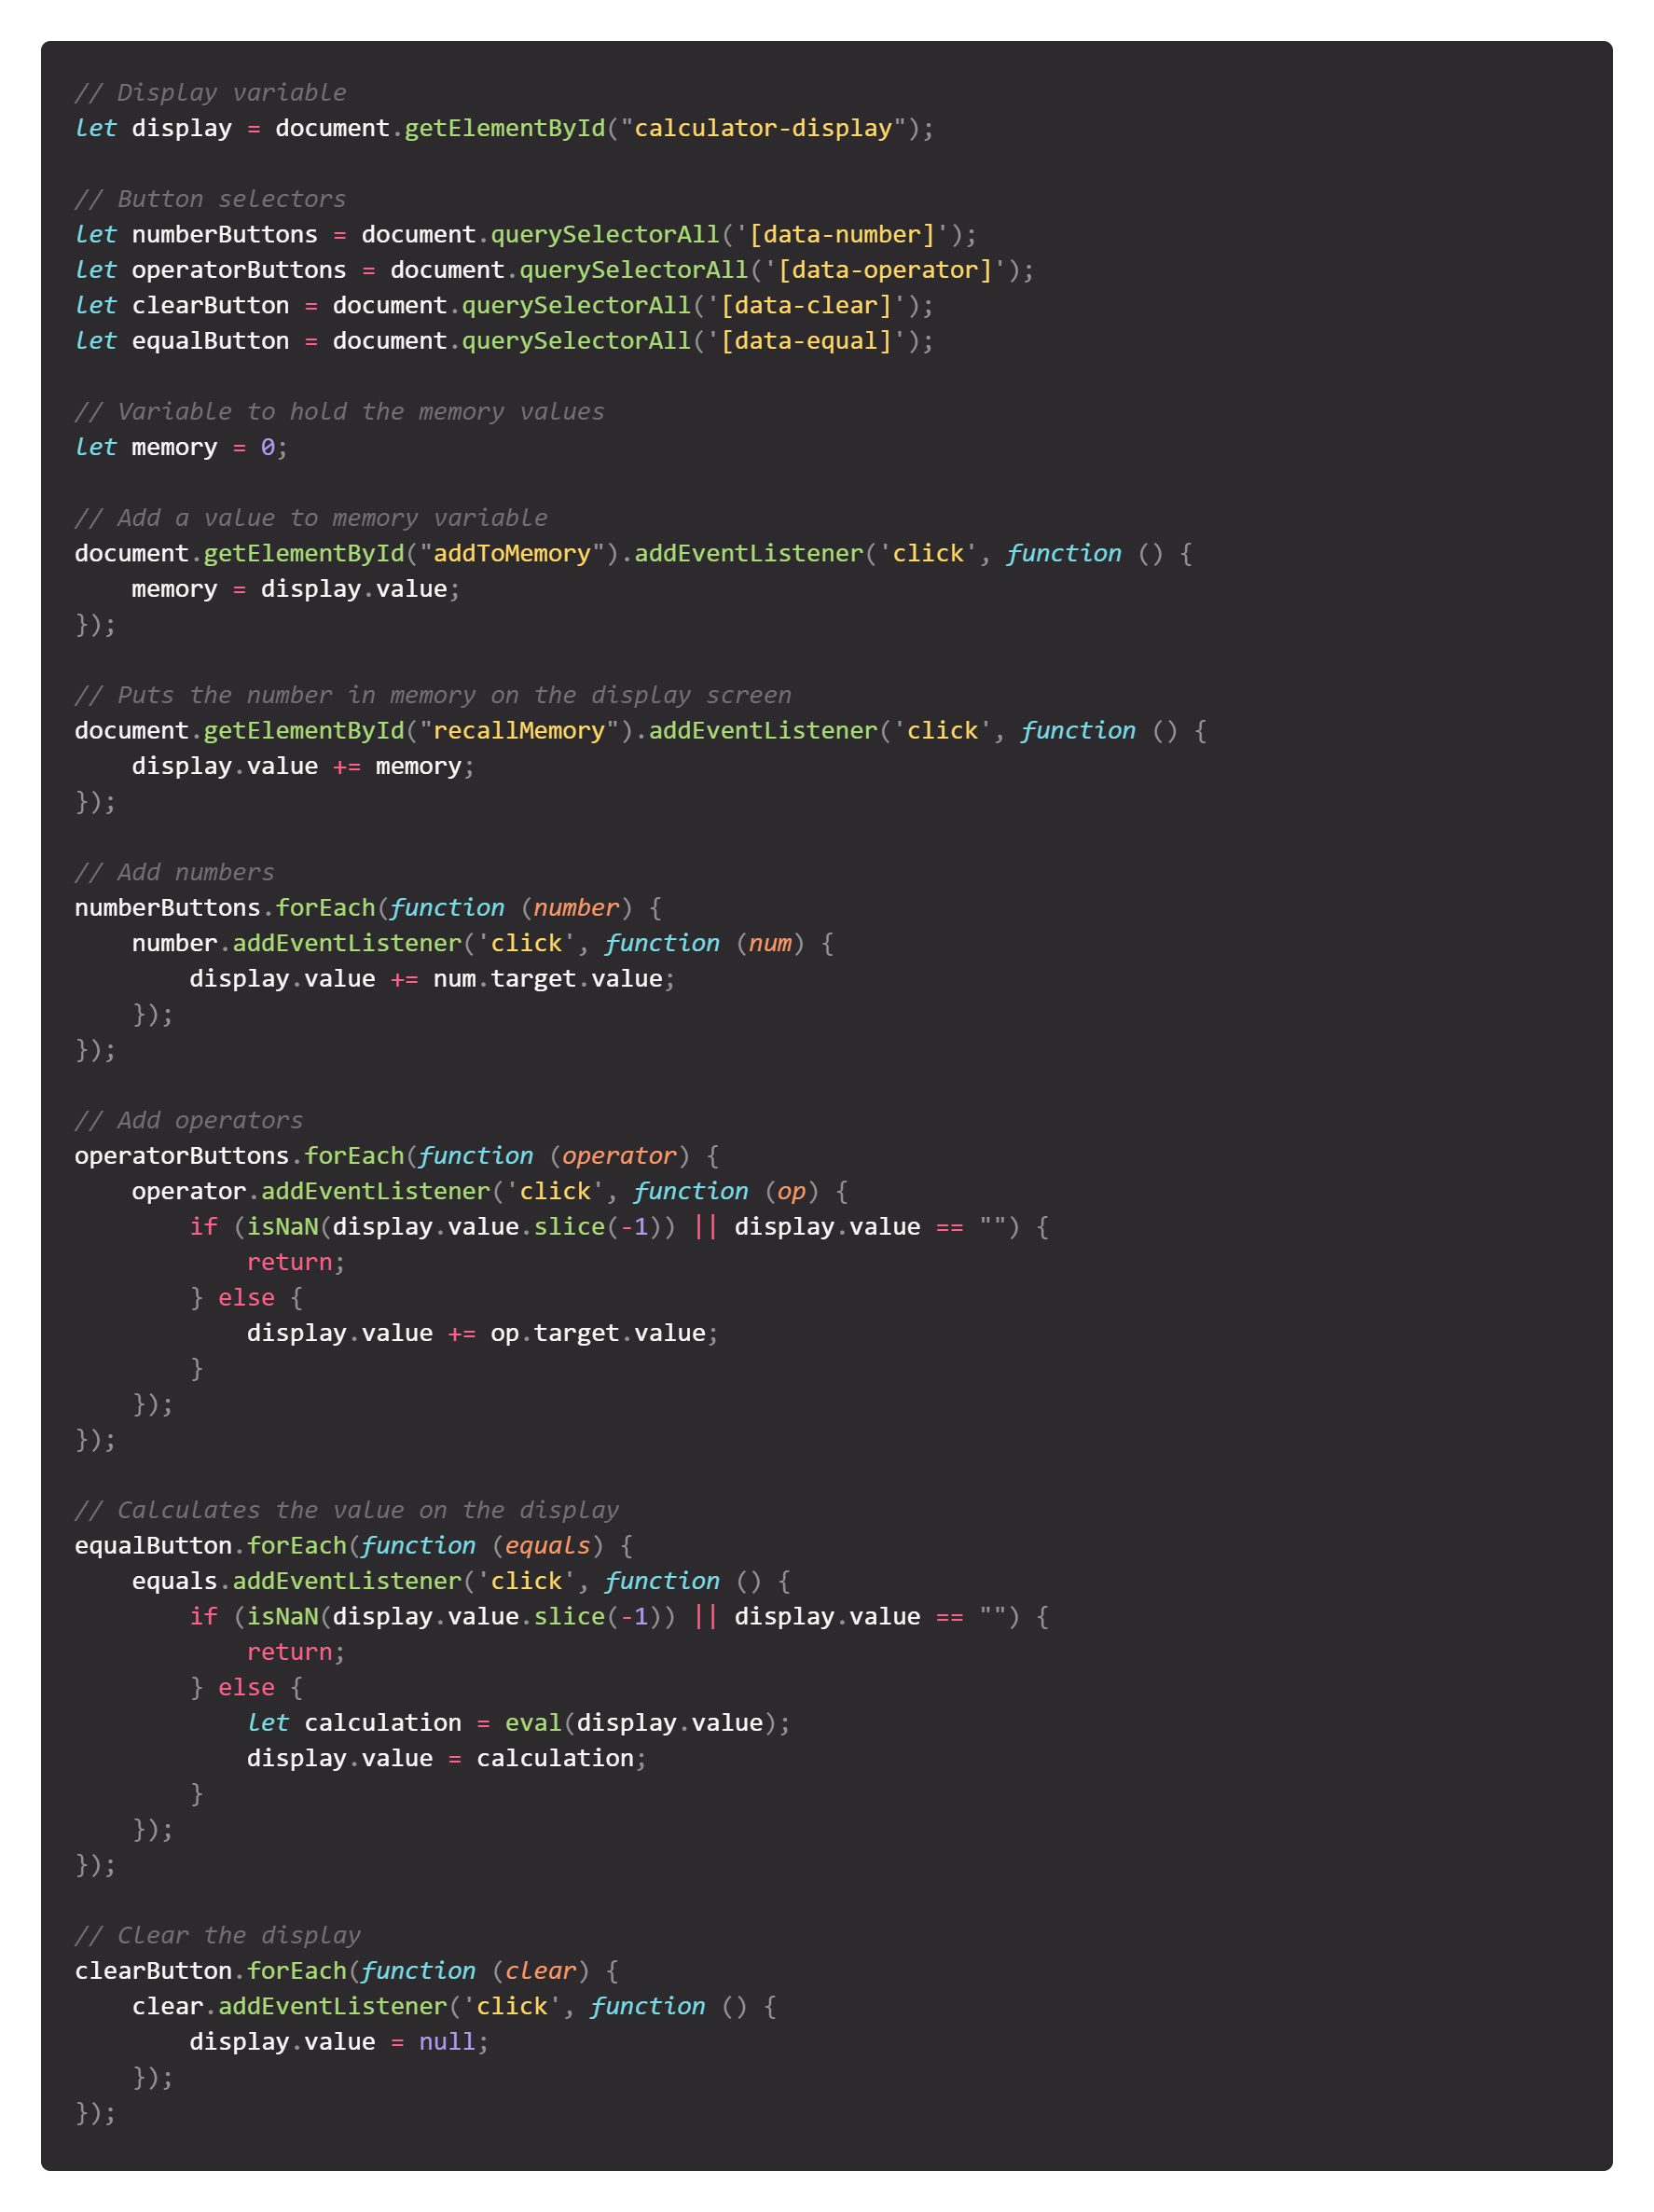 // Display variable
let display = document.getElementById("calculator-display");

// Button selectors
let numberButtons = document.querySelectorAll('[data-number]');
let operatorButtons = document.querySelectorAll('[data-operator]');
let clearButton = document.querySelectorAll('[data-clear]');
let equalButton = document.querySelectorAll('[data-equal]');

// Variable to hold the memory values
let memory = 0;

// Add a value to memory variable
document.getElementById("addToMemory").addEventListener('click', function () {
    memory = display.value;
});

// Puts the number in memory on the display screen
document.getElementById("recallMemory").addEventListener('click', function () {
    display.value += memory;
});

// Add numbers
numberButtons.forEach(function (number) {
    number.addEventListener('click', function (num) {
        display.value += num.target.value;
    });
});

// Add operators
operatorButtons.forEach(function (operator) {
    operator.addEventListener('click', function (op) {
        if (isNaN(display.value.slice(-1)) || display.value == "") {
            return;
        } else {
            display.value += op.target.value;
        }
    });
});

// Calculates the value on the display
equalButton.forEach(function (equals) {
    equals.addEventListener('click', function () {
        if (isNaN(display.value.slice(-1)) || display.value == "") {
            return;
        } else {
            let calculation = eval(display.value);
            display.value = calculation;
        }
    });
});

// Clear the display
clearButton.forEach(function (clear) {
    clear.addEventListener('click', function () {
        display.value = null;
    });
});